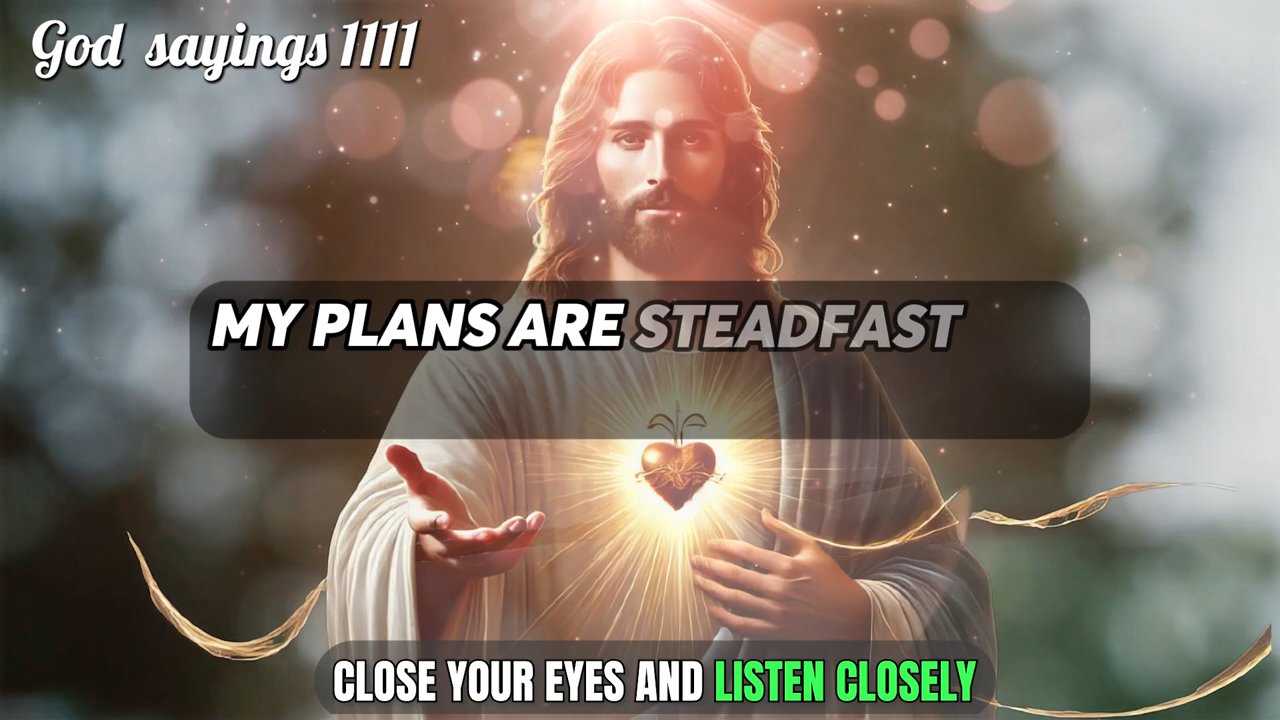 God sayings 1111
MY PLANS ARE STEADFAST
CLOSE YOUR EYES AND LISTEN CLOSELY